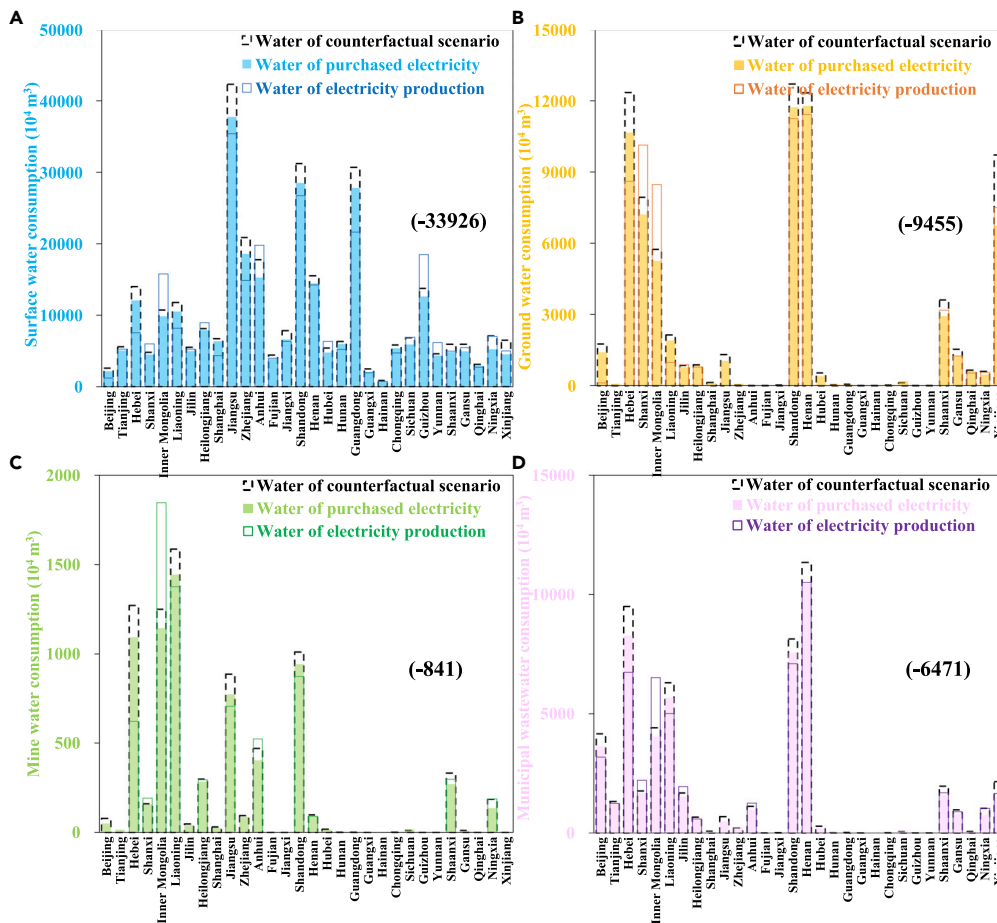 A
Surface water consumption (10⁴ m³)
50000
40000
30000
20000
10000
0
Water of counterfactual scenario
Water of purchased electricity
Water of electricity production
(-33926)
Beijing
Tianjing
Hebei
Shanxi
Inner Mongolia
Liaoning
Jilin
Heilongjiang
Shanghai
Jiangsu
Zhejiang
Anhui
Fujian
Jiangxi
Shandong
Henan
Hubei
Hunan
Guangdong
Guangxi
Hainan
Chongqing
Sichuan
Guizhou
Yunnan
Shaanxi
Gansu
Qinghai
Ningxia
Xinjiang
B
Ground water consumption (10⁴ m³)
15000
12000
9000
6000
3000
0
Water of counterfactual scenario
Water of purchased electricity
Water of electricity production
(-9455)
Beijing
Tianjing
Hebei
Shanxi
Inner Mongolia
Liaoning
Jilin
Heilongjiang
Shanghai
Jiangsu
Zhejiang
Anhui
Fujian
Jiangxi
Shandong
Henan
Hubei
Hunan
Guangdong
Guangxi
Hainan
Chongqing
Sichuan
Guizhou
Yunnan
Shaanxi
Gansu
Qinghai
Ningxia
C
Mine water consumption (10⁴ m³)
2000
1500
1000
500
0
Water of counterfactual scenario
Water of purchased electricity
Water of electricity production
(-841)
Beijing
Tianjing
Hebei
Shanxi
Inner Mongolia
Liaoning
Jilin
Heilongjiang
Shanghai
Jiangsu
Zhejiang
Anhui
Fujian
Jiangxi
Shandong
Henan
Hubei
Hunan
Guangdong
Guangxi
Hainan
Chongqing
Sichuan
Guizhou
Yunnan
Shaanxi
Gansu
Qinghai
Ningxia
Xinjiang
D
Municipal wastewater consumption (10⁴ m³)
15000
10000
5000
0
Water of counterfactual scenario
Water of purchased electricity
Water of electricity production
(-6471)
Beijing
Tianjing
Hebei
Shanxi
Inner Mongolia
Liaoning
Jilin
Heilongjiang
Shanghai
Jiangsu
Zhejiang
Anhui
Fujian
Jiangxi
Shandong
Henan
Hubei
Hunan
Guangdong
Guangxi
Hainan
Chongqing
Sichuan
Guizhou
Yunnan
Shaanxi
Gansu
Qinghai
Ningxia